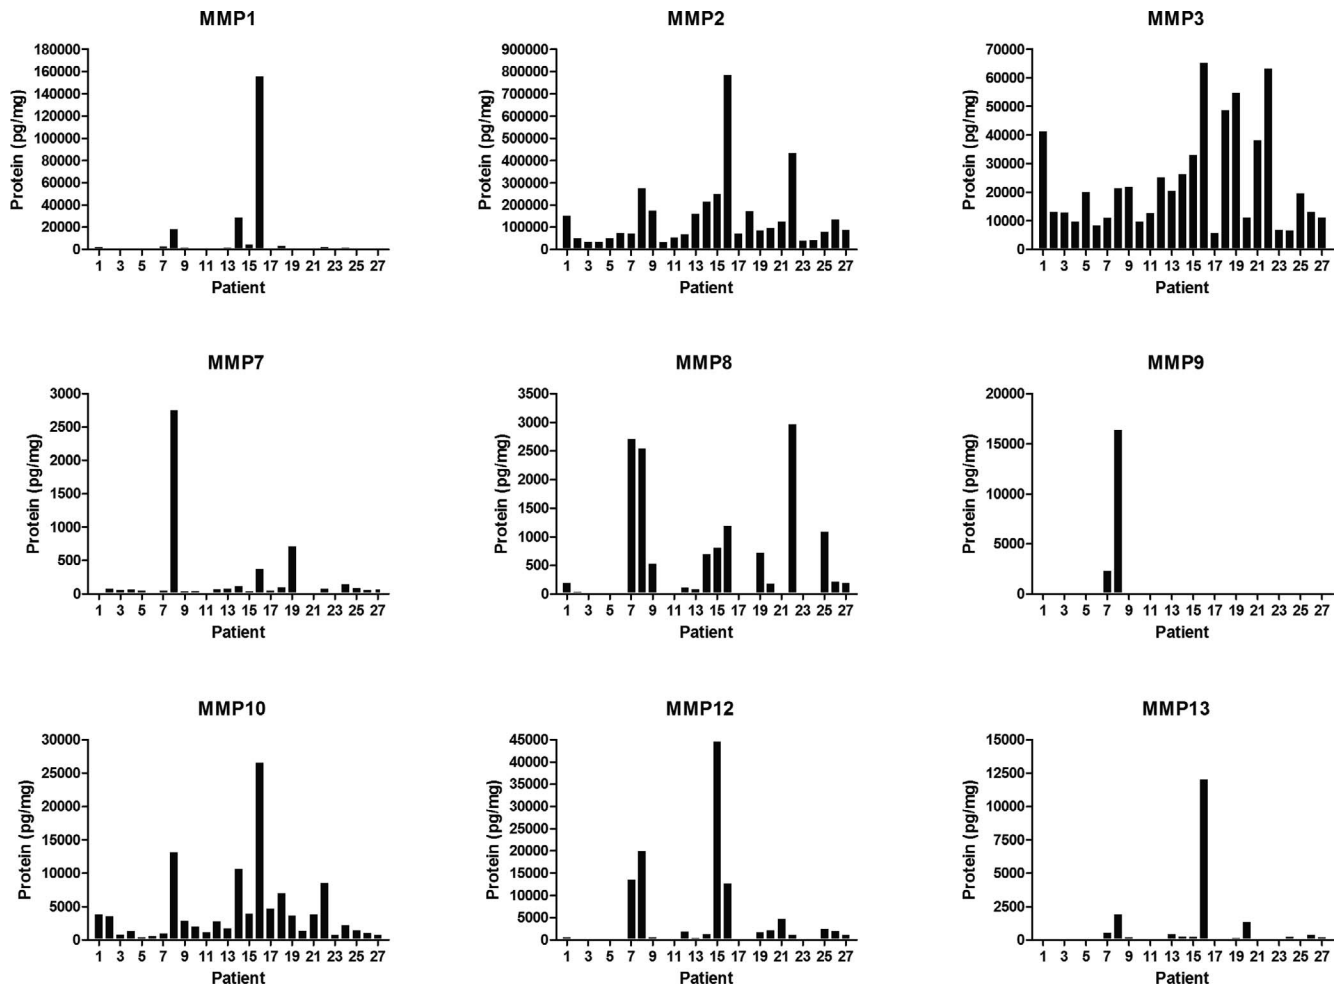 MMP1
Protein (pg/mg)
180000
160000
140000
120000
100000
80000
60000
40000
20000
0
1 3 5 7 9 11 13 15 17 19 21 23 25 27
Patient
MMP2
Protein (pg/mg)
900000
800000
700000
600000
500000
400000
300000
200000
100000
0
1 3 5 7 9 11 13 15 17 19 21 23 25 27
Patient
MMP3
Protein (pg/mg)
70000
60000
50000
40000
30000
20000
10000
0
1 3 5 7 9 11 13 15 17 19 21 23 25 27
Patient
MMP7
Protein (pg/mg)
3000
2500
2000
1500
1000
500
0
1 3 5 7 9 11 13 15 17 19 21 23 25 27
Patient
MMP8
Protein (pg/mg)
3500
3000
2500
2000
1500
1000
500
0
1 3 5 7 9 11 13 15 17 19 21 23 25 27
Patient
MMP9
Protein (pg/mg)
20000
15000
10000
5000
0
1 3 5 7 9 11 13 15 17 19 21 23 25 27
Patient
MMP10
Protein (pg/mg)
30000
25000
20000
15000
10000
5000
0
1 3 5 7 9 11 13 15 17 19 21 23 25 27
Patient
MMP12
Protein (pg/mg)
45000
40000
35000
30000
25000
20000
15000
10000
5000
0
1 3 5 7 9 11 13 15 17 19 21 23 25 27
Patient
MMP13
Protein (pg/mg)
15000
12500
10000
7500
5000
2500
0
1 3 5 7 9 11 13 15 17 19 21 23 25 27
Patient